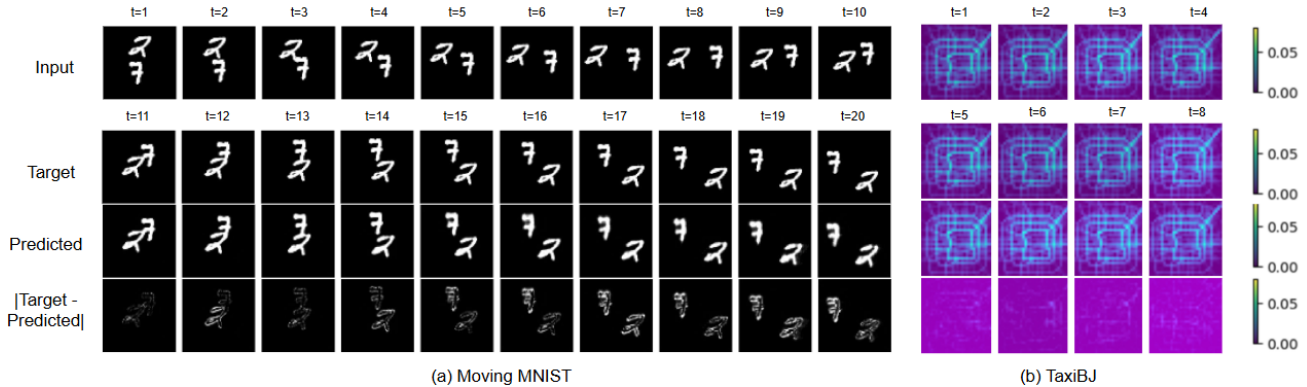 t=1 t=2 t=3 t=4 t=5 t=6 t=7 t=8 t=9 t=10 t=1 t=2 t=3 t=4
Input
0.05
0.00
t=11 t=12 t=13 t=14 t=15 t=16 t=17 t=18 t=19 t=20 t=5 t=6 t=7 t=8
Target
0.05
0.00
Predicted
0.05
0.00
|Target -
Predicted|
0.05
0.00
(a) Moving MNIST (b) TaxiBJ